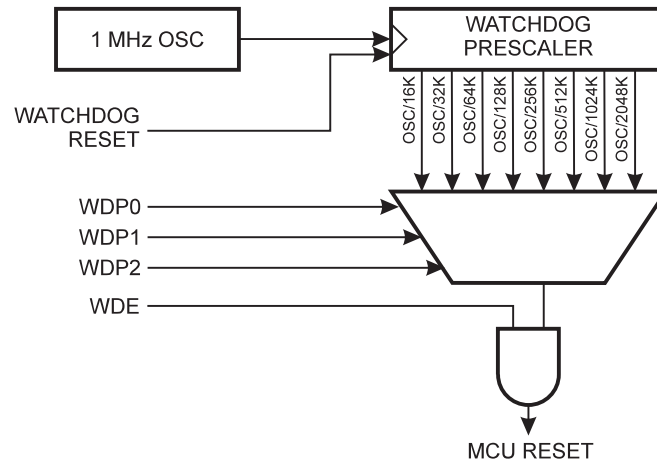 1 MHz OSC
WATCHDOG
PRESCALER
OSC/16K
OSC/32K
OSC/64K
OSC/128K
OSC/256K
OSC/512K
OSC/1024K
OSC/2048K
WATCHDOG
RESET
WDP0
WDP1
WDP2
WDE
MCU RESET